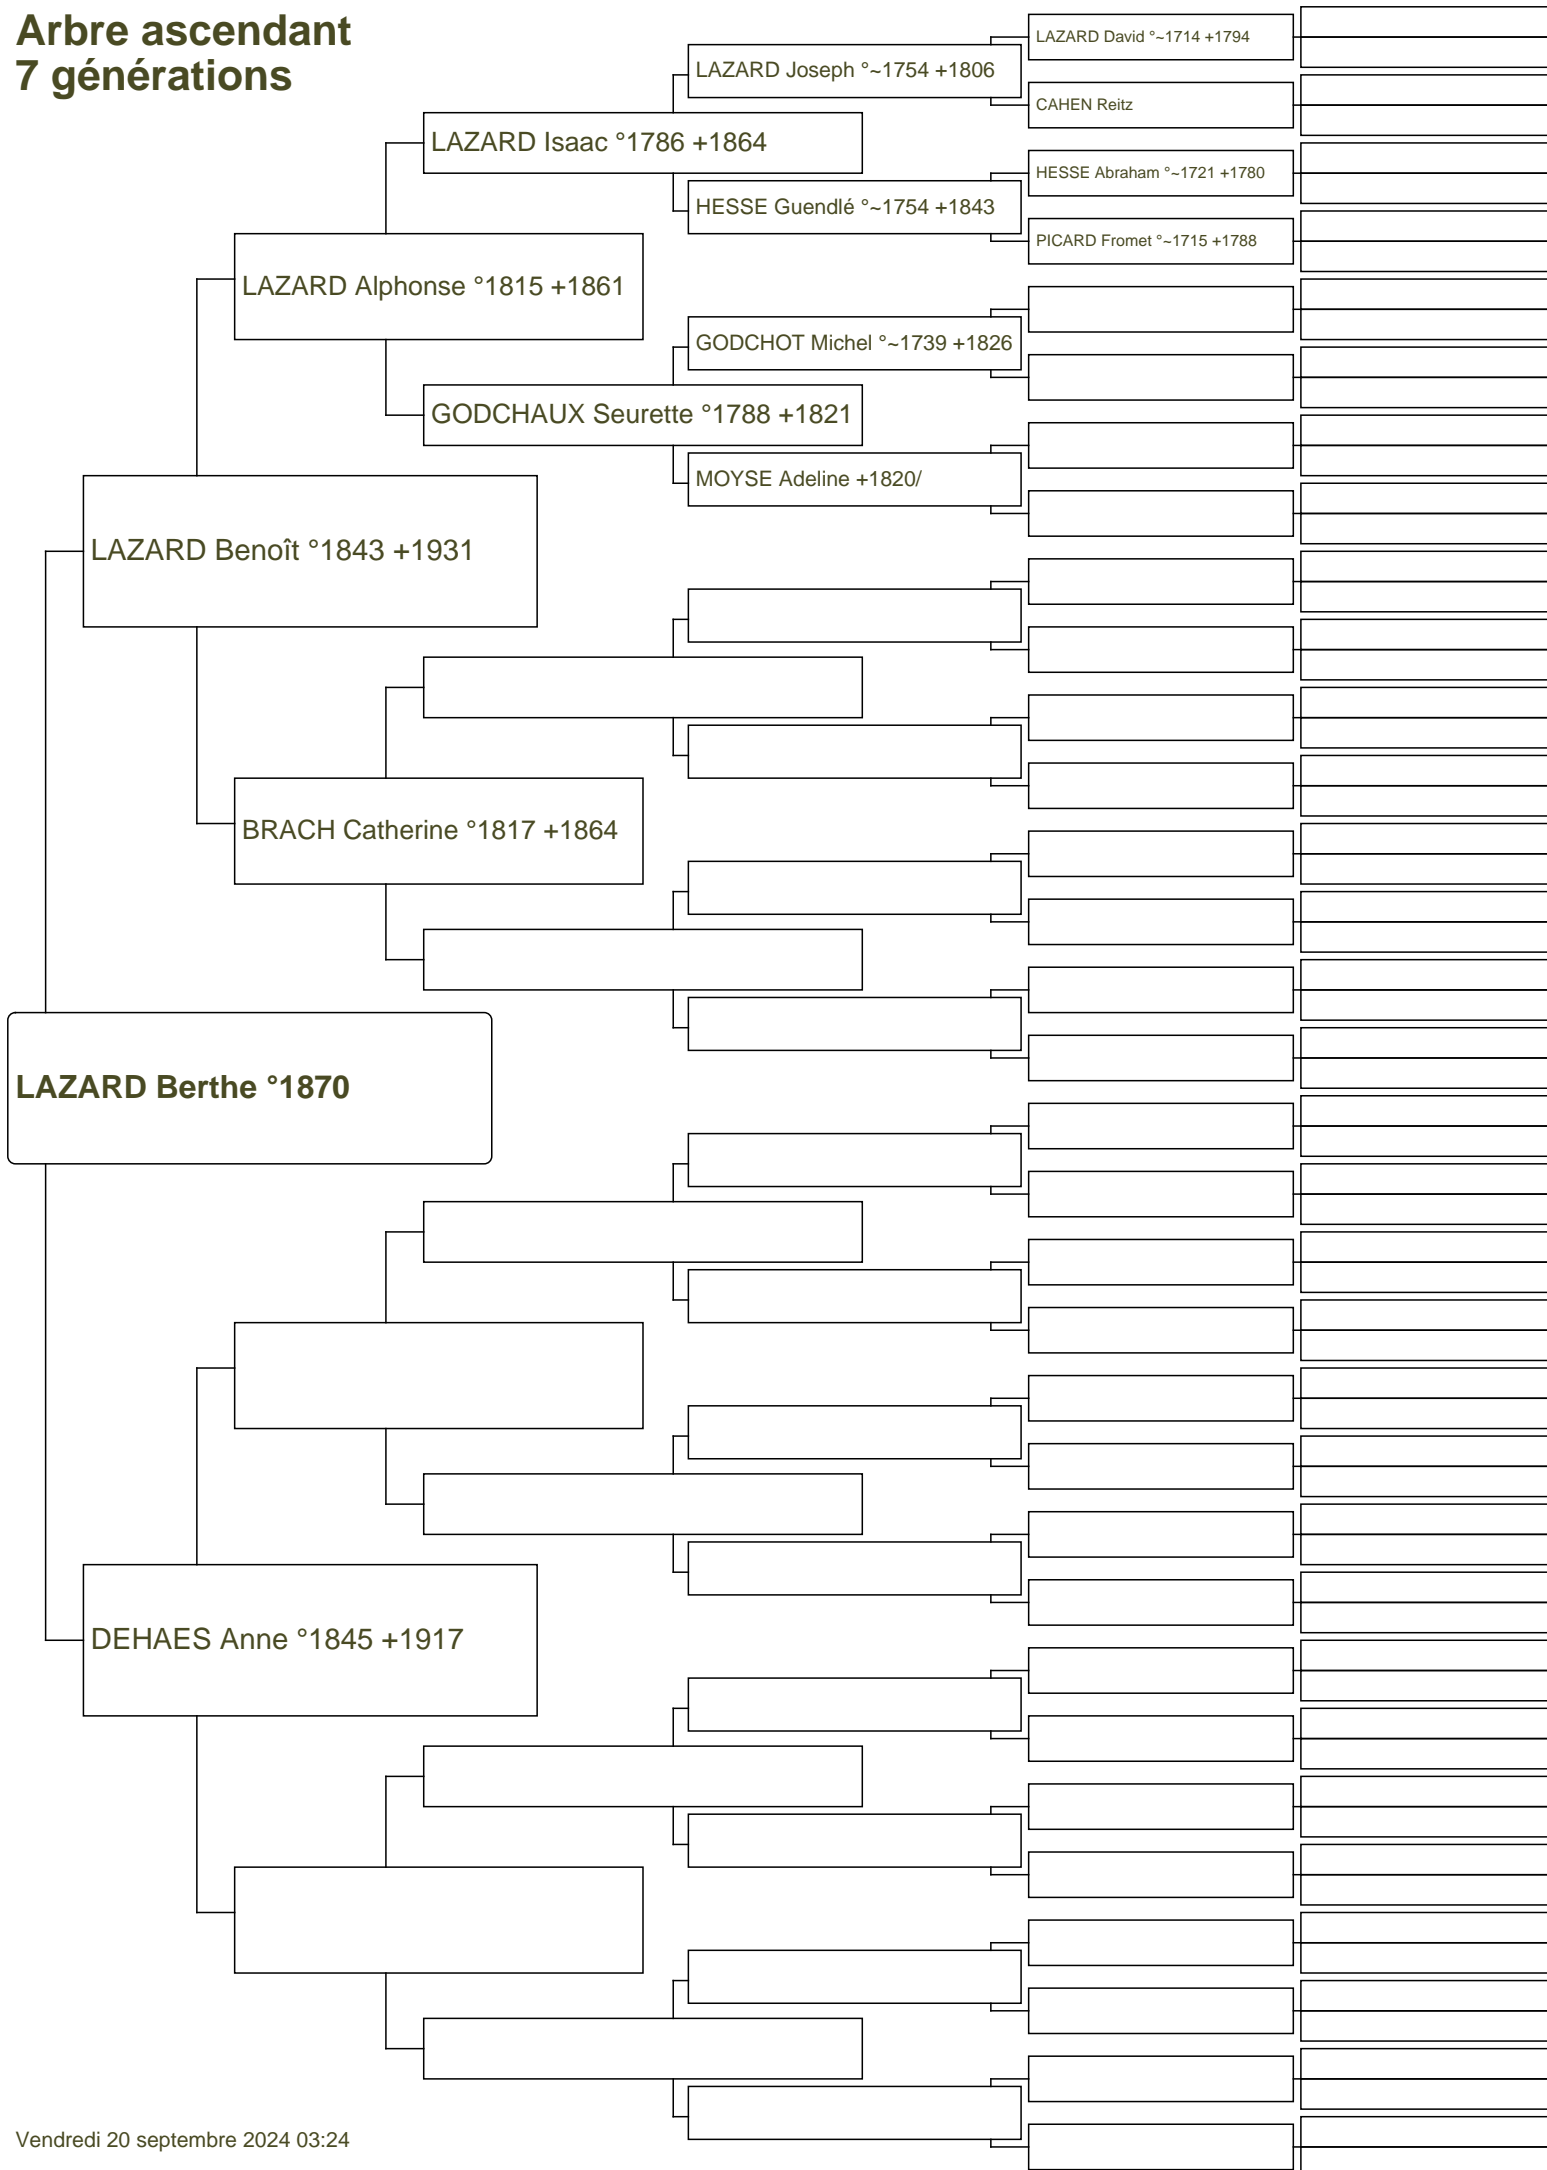 Arbre ascendant
7 générations
LAZARD David °~1714 +1794
LAZARD Joseph °~1754 +1806
CAHEN Reitz
LAZARD Isaac °1786 +1864
HESSE Abraham °~1721 +1780
HESSE Guendlé °~1754 +1843
PICARD Fromet °~1715 +1788
LAZARD Alphonse °1815 +1861
GODCHOT Michel °~1739 +1826
GODCHAUX Seurette °1788 +1821
MOYSE Adeline +1820/
LAZARD Benoît °1843 +1931
BRACH Catherine °1817 +1864
LAZARD Berthe °1870
DEHAES Anne °1845 +1917
Vendredi 20 septembre 2024 03:24